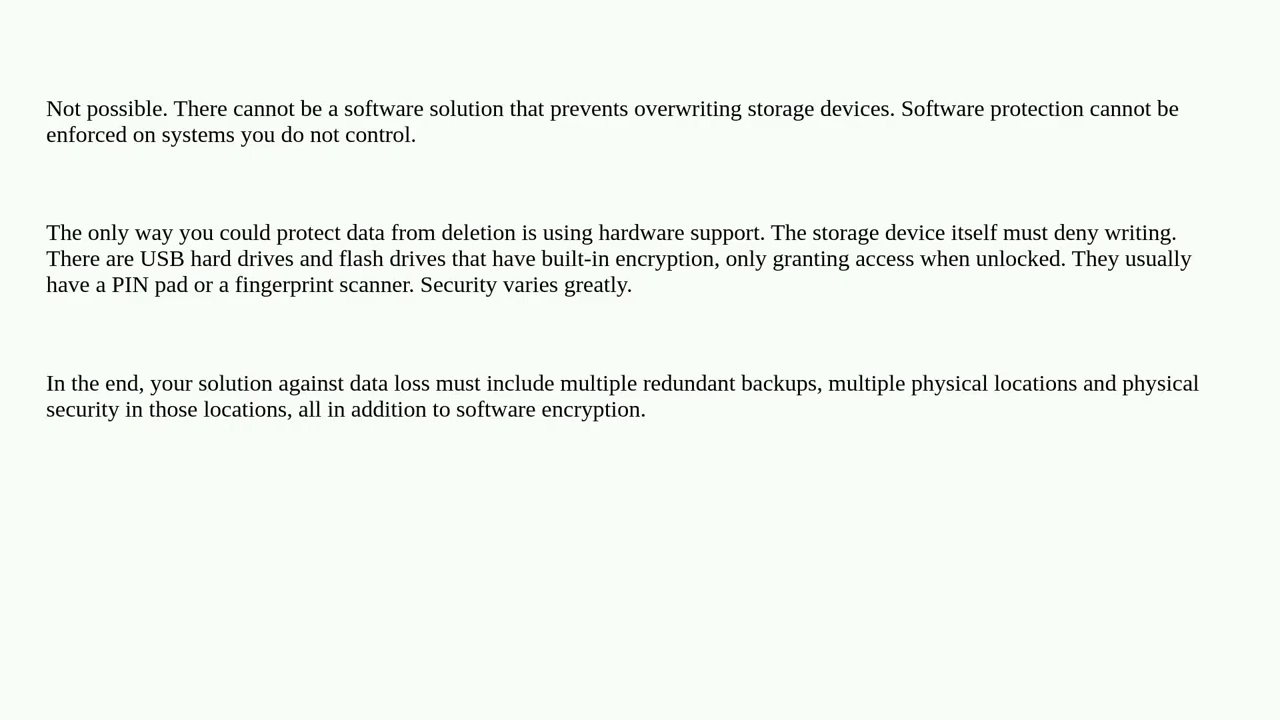 Not possible. There cannot be a software solution that prevents overwriting storage devices. Software protection cannot be
enforced on systems you do not control.
The only way you could protect data from deletion is using hardware support. The storage device itself must deny writing.
There are USB hard drives and flash drives that have built-in encryption, only granting access when unlocked. They usually
have a PIN pad or a fingerprint scanner. Security varies greatly.
In the end, your solution against data loss must include multiple redundant backups, multiple physical locations and physical
security in those locations, all in addition to software encryption.